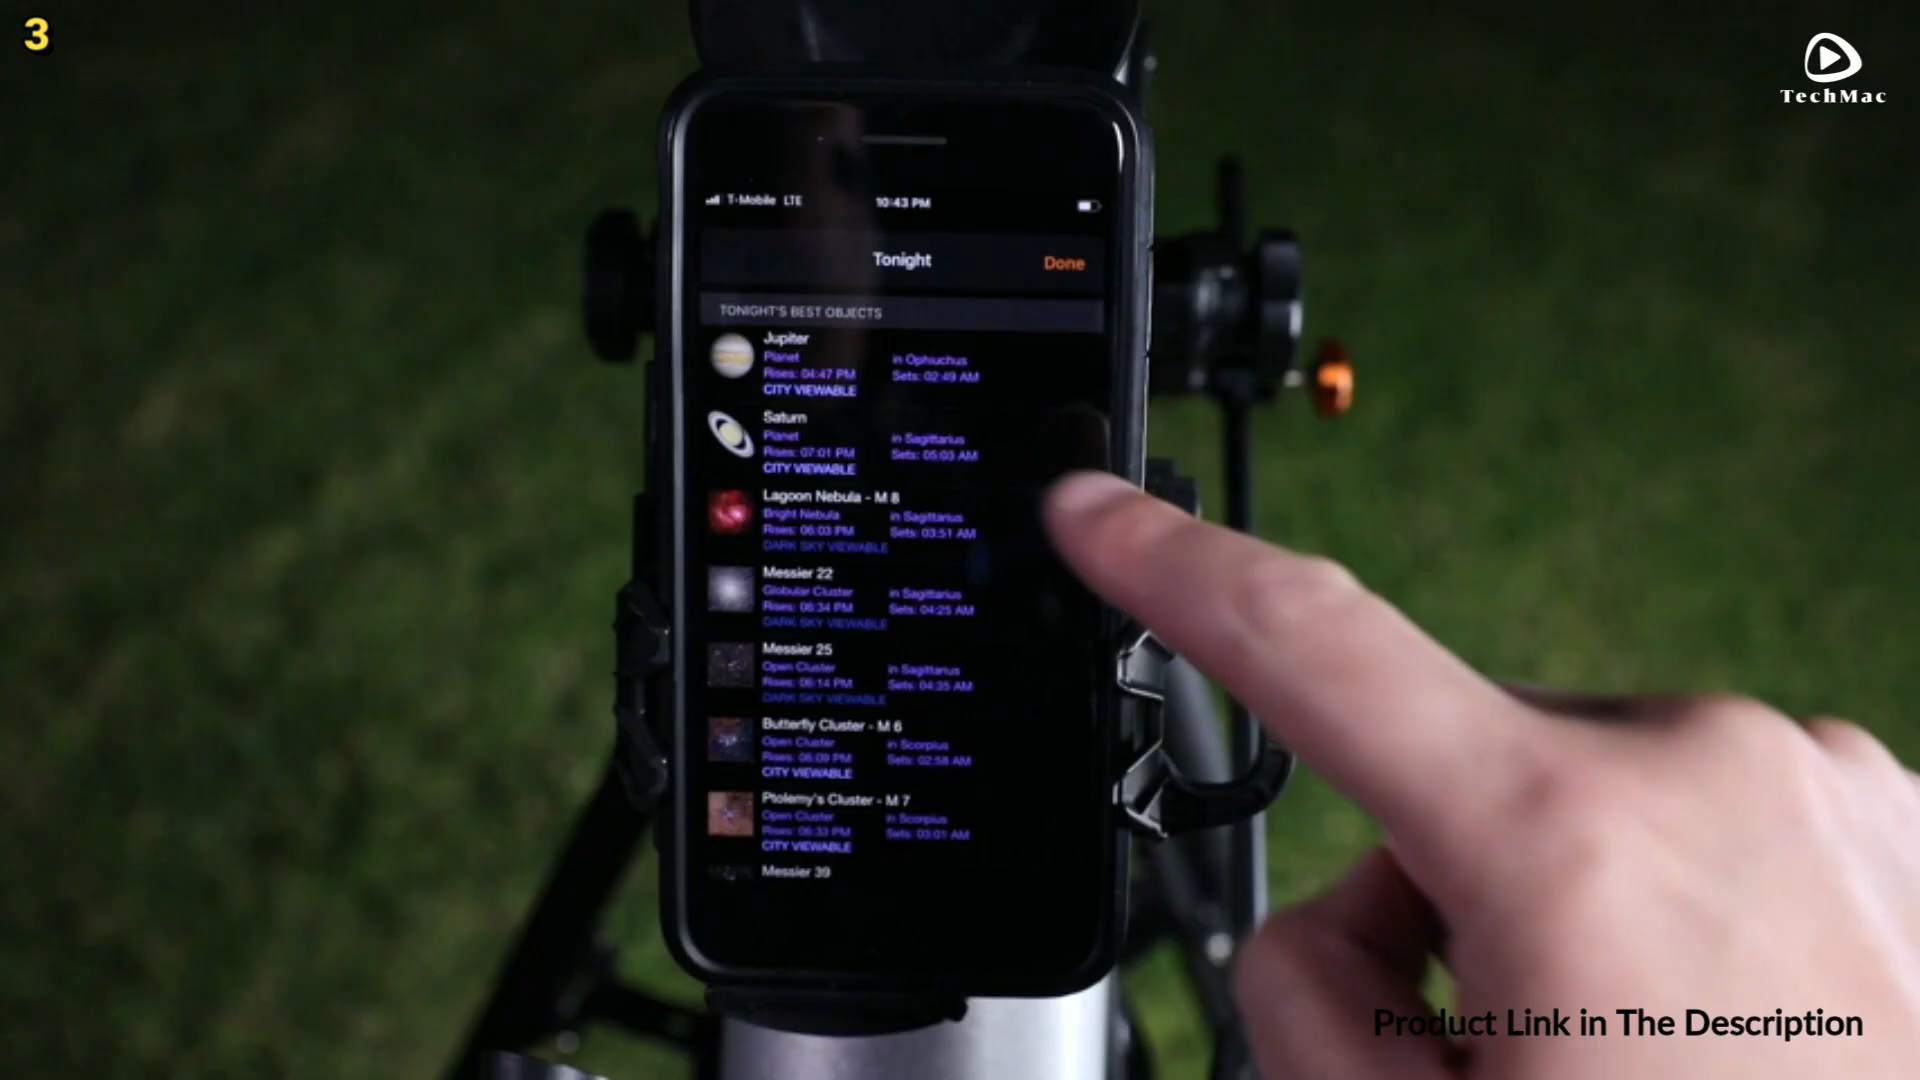 3
TechMac
T-Mobile LTE 10:43 PM
Tonight Done
TONIGHT'S BEST OBJECTS
Jupiter
Planet in Ophiuchus
Rises: 04:47 PM Sets: 02:49 AM
CITY VIEWABLE
Saturn
Planet in Sagittarius
Rises: 07:01 PM Sets: 05:03 AM
CITY VIEWABLE
Lagoon Nebula - M 8
Bright Nebula in Sagittarius
Rises: 06:03 PM Sets: 03:51 AM
DARK SKY VIEWABLE
Messier 22
Globular Cluster in Sagittarius
Rises: 06:34 PM Sets: 04:25 AM
DARK SKY VIEWABLE
Messier 25
Open Cluster in Sagittarius
Rises: 06:14 PM Sets: 04:35 AM
DARK SKY VIEWABLE
Butterfly Cluster - M 6
Open Cluster in Scorpius
Rises: 06:09 PM Sets: 02:58 AM
CITY VIEWABLE
Ptolemy's Cluster - M 7
Open Cluster in Scorpius
Rises: 06:33 PM Sets: 03:01 AM
CITY VIEWABLE
Messier 39
Product Link in The Description